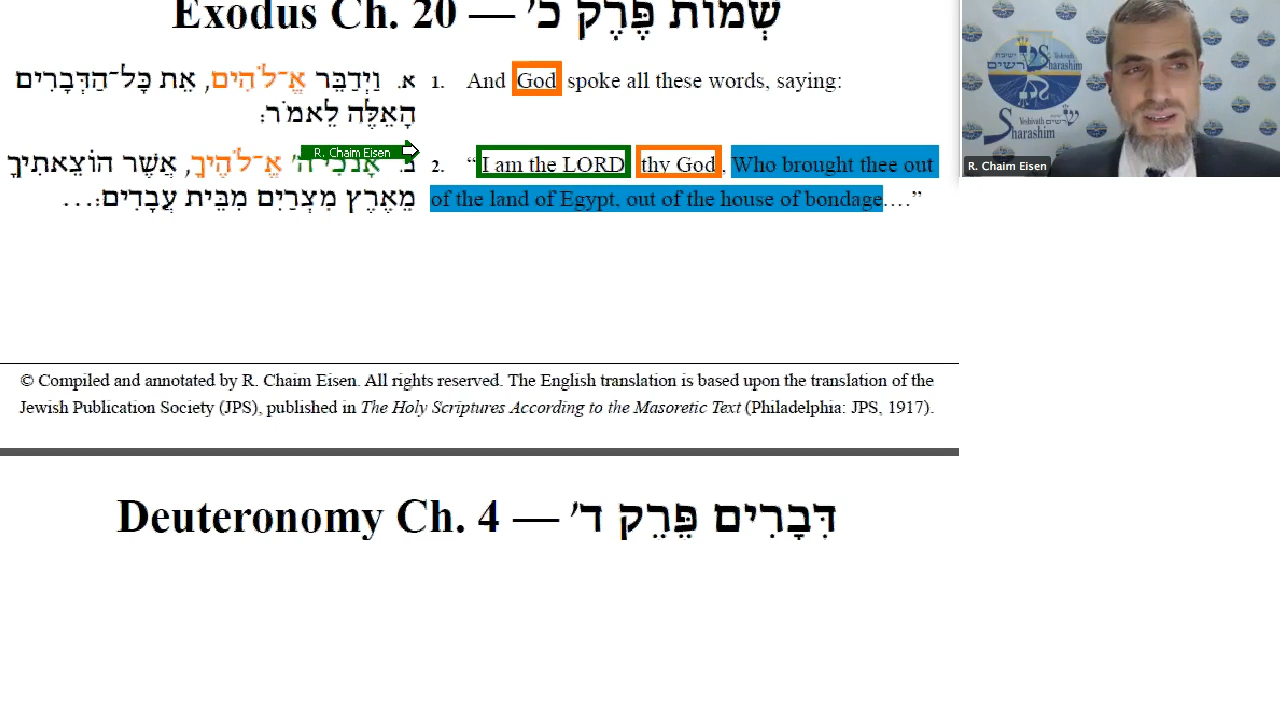 Exodus Ch. 20 — שְׁמוֹת פֶּרֶק כ'
א. וַיְדַבֵּר אֱ־לֹהִים, אֵת כָּל־הַדְּבָרִים
הָאֵלֶּה לֵאמֹר:
1. And God spoke all these words, saying:
ב. אָנֹכִי ה' אֱ־לֹהֶיךָ, אֲשֶׁר הוֹצֵאתִיךָ
מֵאֶרֶץ מִצְרַיִם מִבֵּית עֲבָדִים:...
R. Chaim Eisen
2. “I am the LORD thy God, Who brought thee out
of the land of Egypt, out of the house of bondage….”
© Compiled and annotated by R. Chaim Eisen. All rights reserved. The English translation is based upon the translation of the
Jewish Publication Society (JPS), published in The Holy Scriptures According to the Masoretic Text (Philadelphia: JPS, 1917).
Deuteronomy Ch. 4 — דְּבָרִים פֶּרֶק ד'
ישיבת
שרשים
Yeshivath
Sharashim
Yeshivath
Sharashim
R. Chaim Eisen